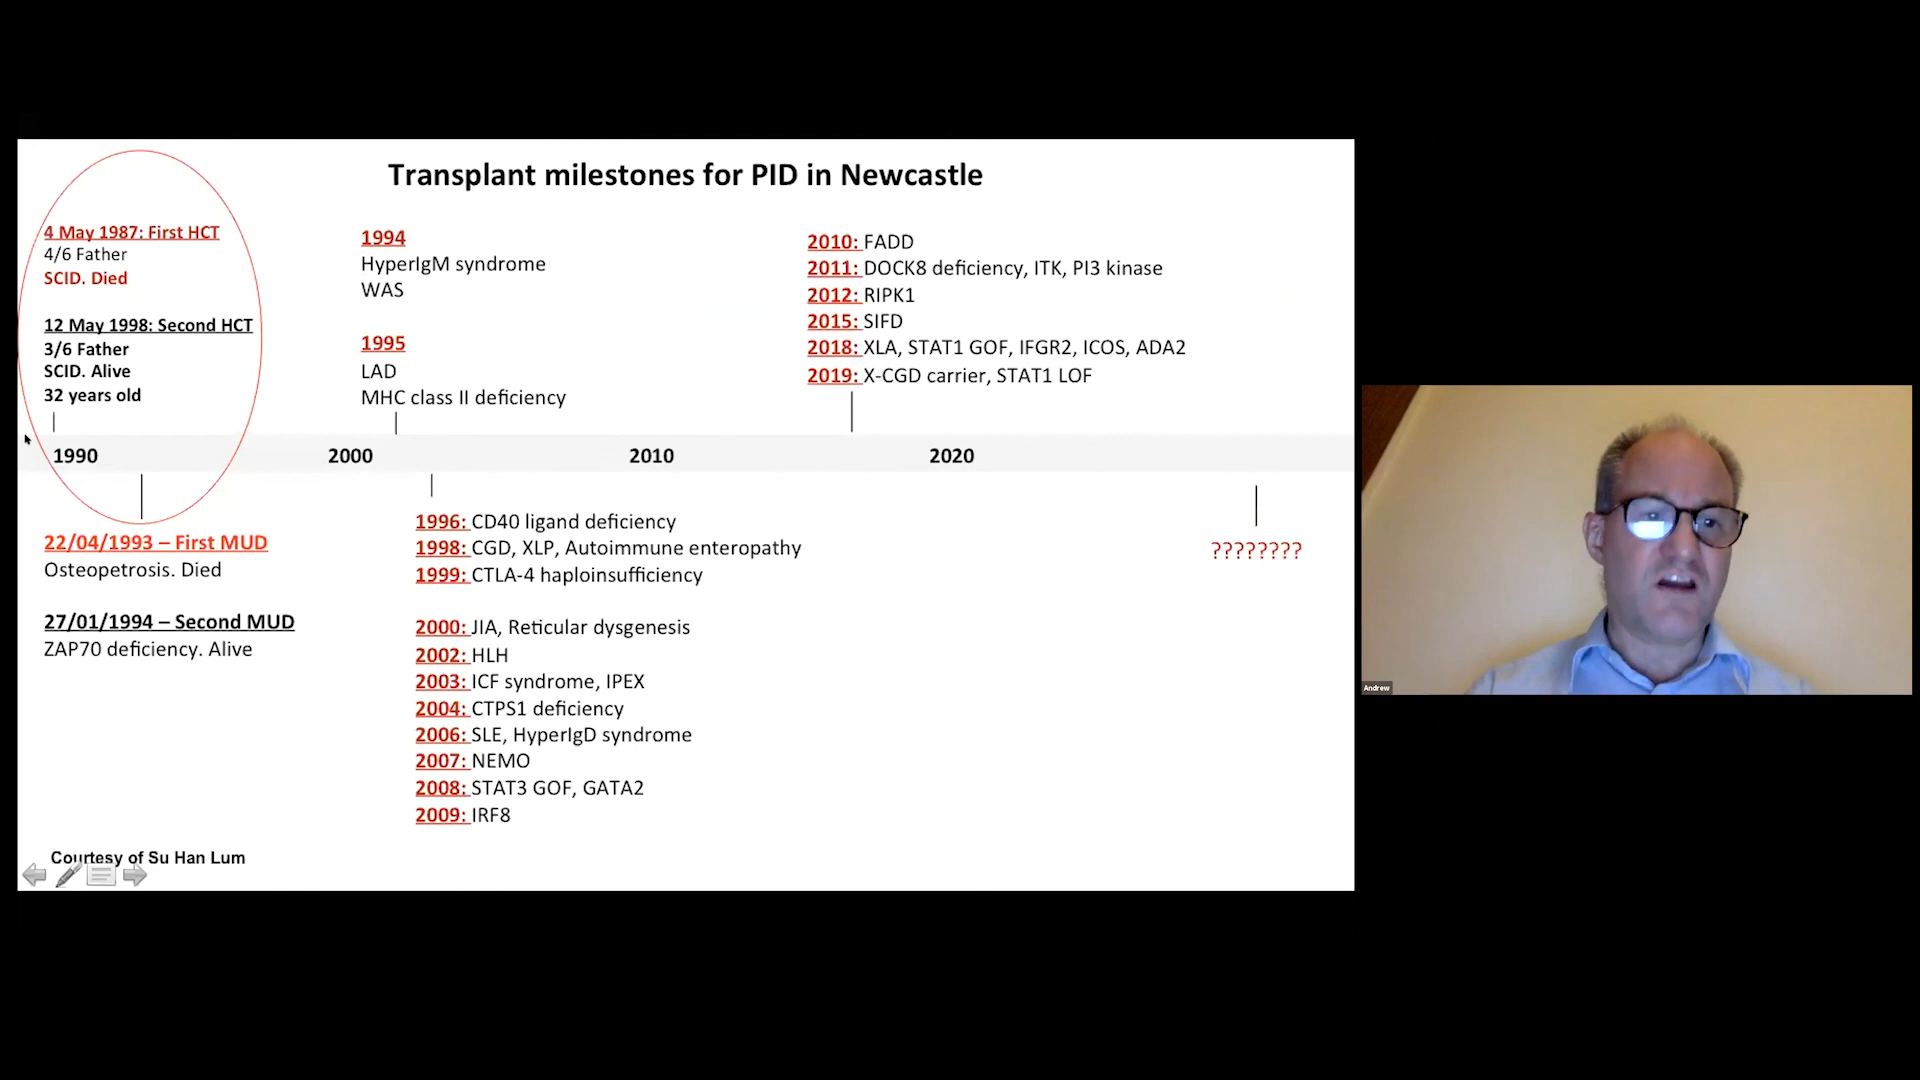 Transplant milestones for PID in Newcastle
4 May 1987: First HCT
4/6 Father
SCID. Died
12 May 1998: Second HCT
3/6 Father
SCID. Alive
32 years old
1994
HyperIgM syndrome
WAS
1995
LAD
MHC class II deficiency
2010: FADD
2011: DOCK8 deficiency, ITK, PI3 kinase
2012: RIPK1
2015: SIFD
2018: XLA, STAT1 GOF, IFGR2, ICOS, ADA2
2019: X-CGD carrier, STAT1 LOF
1990 2000 2010 2020
22/04/1993 – First MUD
Osteopetrosis. Died
27/01/1994 – Second MUD
ZAP70 deficiency. Alive
1996: CD40 ligand deficiency
1998: CGD, XLP, Autoimmune enteropathy
1999: CTLA-4 haploinsufficiency
2000: JIA, Reticular dysgenesis
2002: HLH
2003: ICF syndrome, IPEX
2004: CTPS1 deficiency
2006: SLE, HyperIgD syndrome
2007: NEMO
2008: STAT3 GOF, GATA2
2009: IRF8
????????
Courtesy of Su Han Lum
Andrew